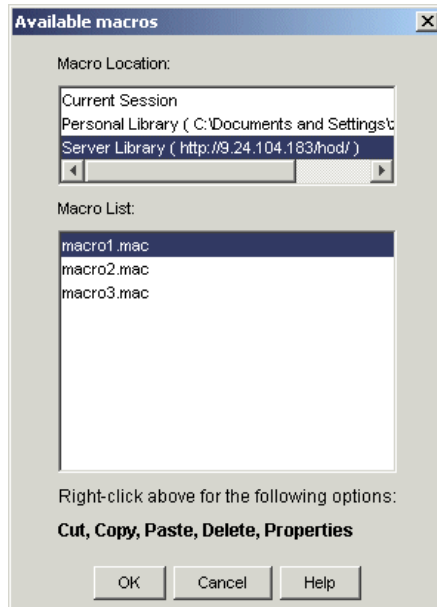 Available macros
Macro Location:
Current Session
Personal Library ( C:\Documents and Settings\
Server Library ( http://9.24.104.183/hod/ )
Macro List:
macro1.mac
macro2.mac
macro3.mac
Right-click above for the following options:
Cut, Copy, Paste, Delete, Properties
OK Cancel Help